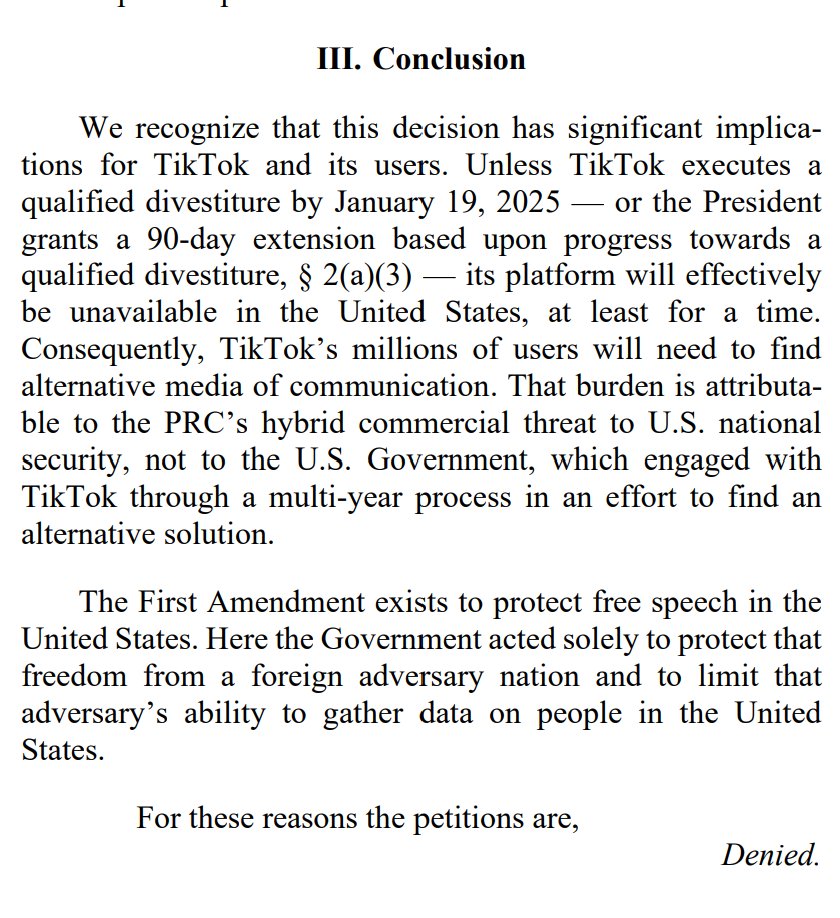 III. Conclusion
We recognize that this decision has significant implica-
tions for TikTok and its users. Unless TikTok executes a
qualified divestiture by January 19, 2025 — or the President
grants a 90-day extension based upon progress towards a
qualified divestiture, § 2(a)(3) — its platform will effectively
be unavailable in the United States, at least for a time.
Consequently, TikTok’s millions of users will need to find
alternative media of communication. That burden is attributa-
ble to the PRC’s hybrid commercial threat to U.S. national
security, not to the U.S. Government, which engaged with
TikTok through a multi-year process in an effort to find an
alternative solution.
The First Amendment exists to protect free speech in the
United States. Here the Government acted solely to protect that
freedom from a foreign adversary nation and to limit that
adversary’s ability to gather data on people in the United
States.
For these reasons the petitions are,
Denied.